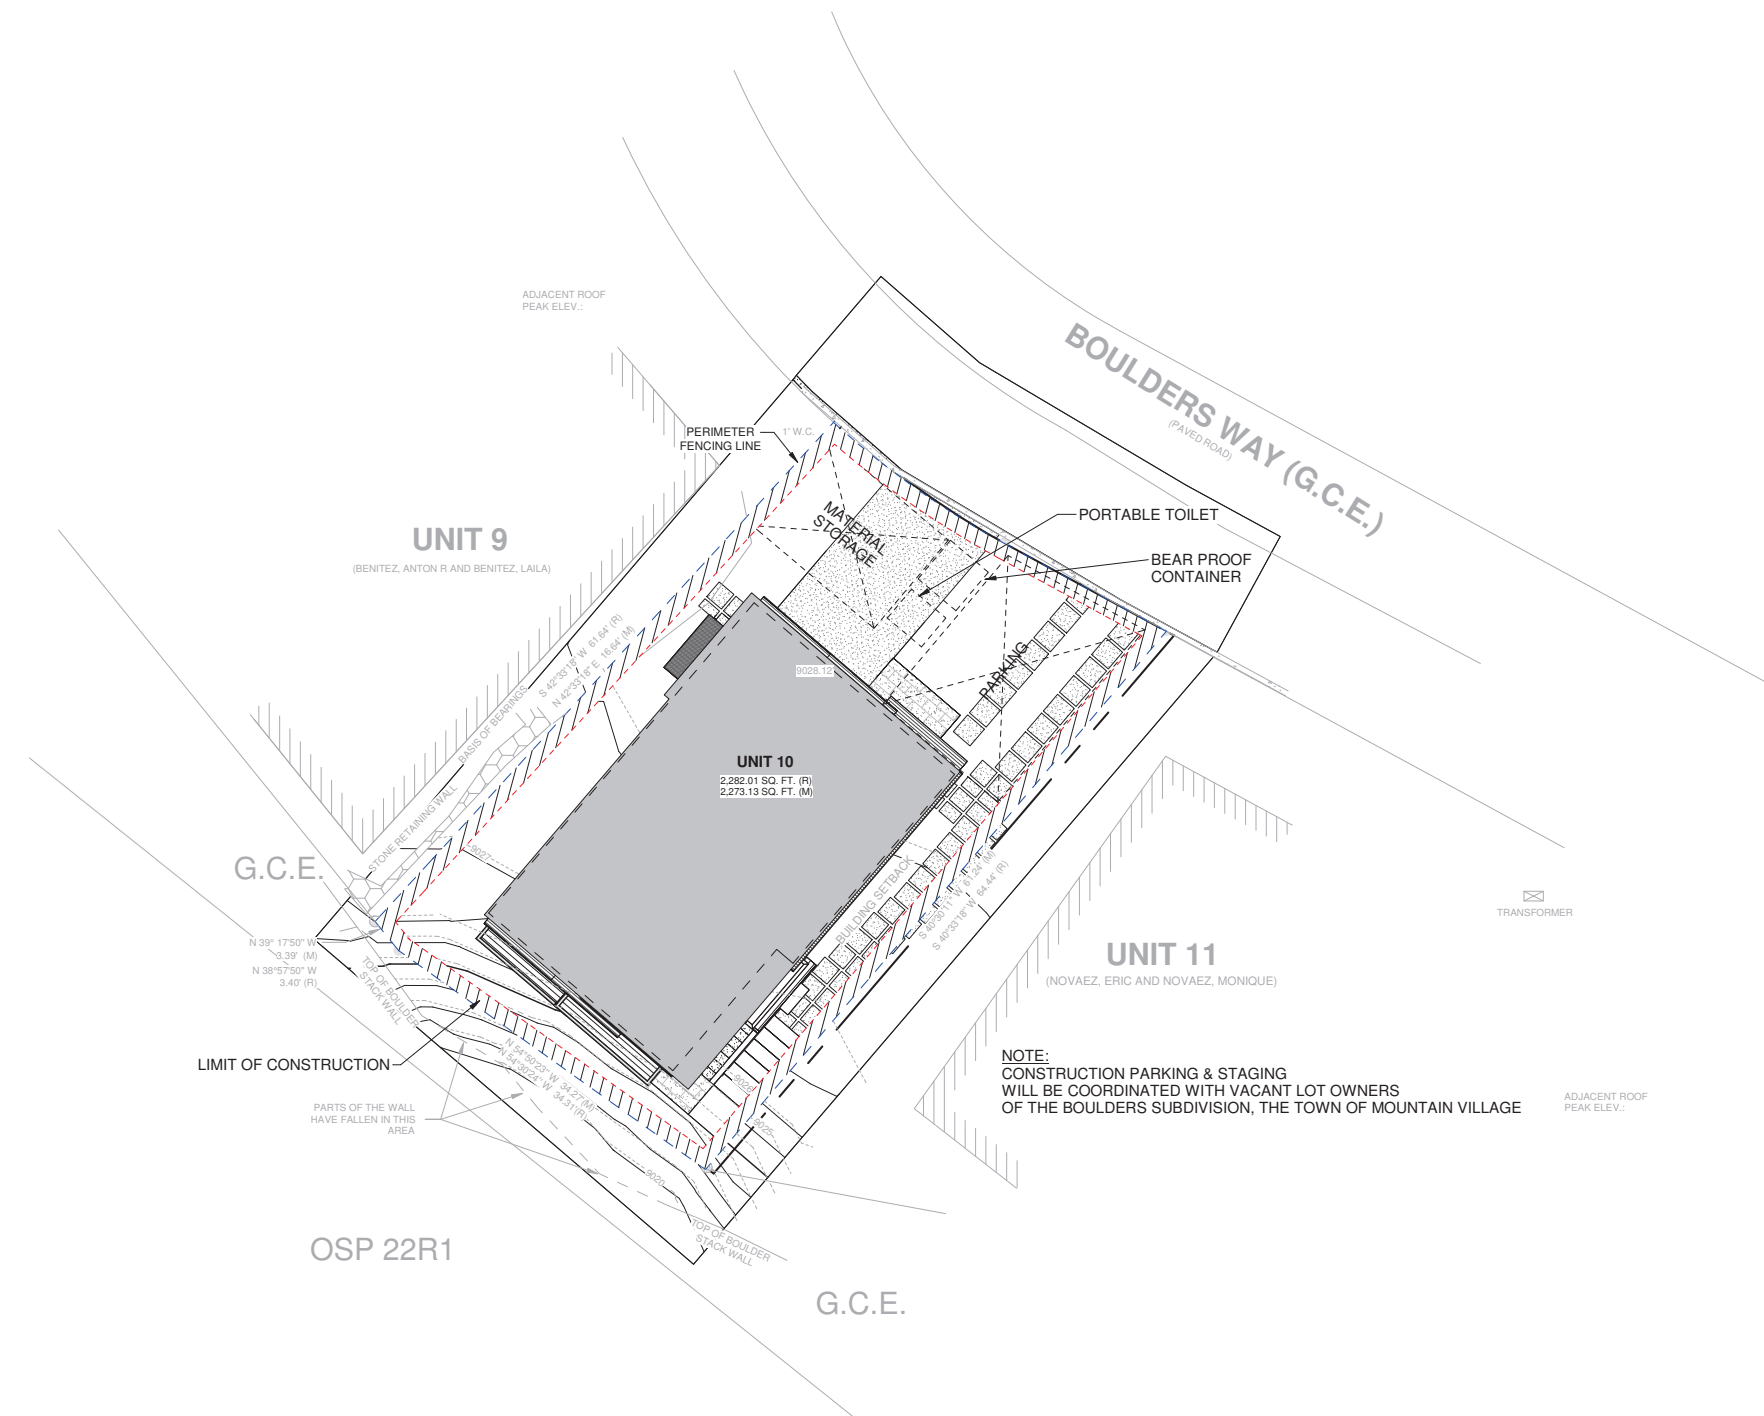 ADJACENT ROOF
PEAK ELEV.:
BOULDERS WAY (G.C.E.)
(PAVED ROAD)
PERIMETER
FENCING LINE
1' W.C.
MATERIAL
STORAGE
PORTABLE TOILET
BEAR PROOF
CONTAINER
UNIT 9
(BENITEZ, ANTON R AND BENITEZ, LAILA)
S 42°33'18" W 61.64' (R)
N 42°33'18" E 16.64' (M)
BASIS OF BEARINGS
PARKING
9028.12'
UNIT 10
2,282.01 SQ. FT. (R)
2,273.13 SQ. FT. (M)
STONE RETAINING WALL
G.C.E.
9027
BUILDING SETBACK
S 40°30'11" W 61.24' (M)
S 40°33'18" W 64.44' (R)
TRANSFORMER
UNIT 11
(NOVAEZ, ERIC AND NOVAEZ, MONIQUE)
N 39° 17'50" W
3.39' (M)
N 38°57'50" W
3.40' (R)
TOP OF BOULDER
STACK WALL
LIMIT OF CONSTRUCTION
N 54°50'23" W 34.27'(M)
N 54°30'24" W 34.31'(R)
PARTS OF THE WALL
HAVE FALLEN IN THIS
AREA
9026
9025
9020
NOTE:
CONSTRUCTION PARKING & STAGING
WILL BE COORDINATED WITH VACANT LOT OWNERS
OF THE BOULDERS SUBDIVISION, THE TOWN OF MOUNTAIN VILLAGE
ADJACENT ROOF
PEAK ELEV.:
OSP 22R1
TOP OF BOULDER
STACK WALL
G.C.E.